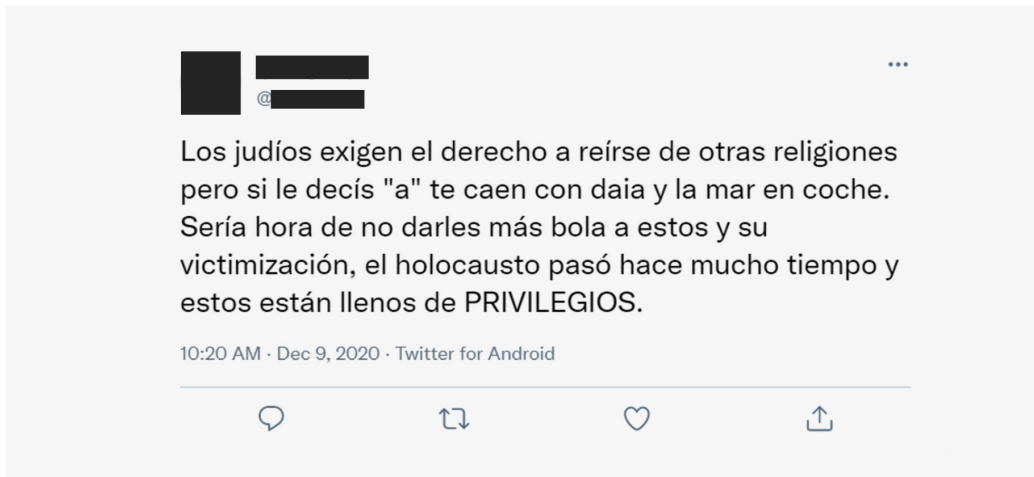 @
Los judíos exigen el derecho a reírse de otras religiones
pero si le decís "a" te caen con daia y la mar en coche.
Sería hora de no darles más bola a estos y su
victimización, el holocausto pasó hace mucho tiempo y
estos están llenos de PRIVILEGIOS.
10:20 AM · Dec 9, 2020 · Twitter for Android